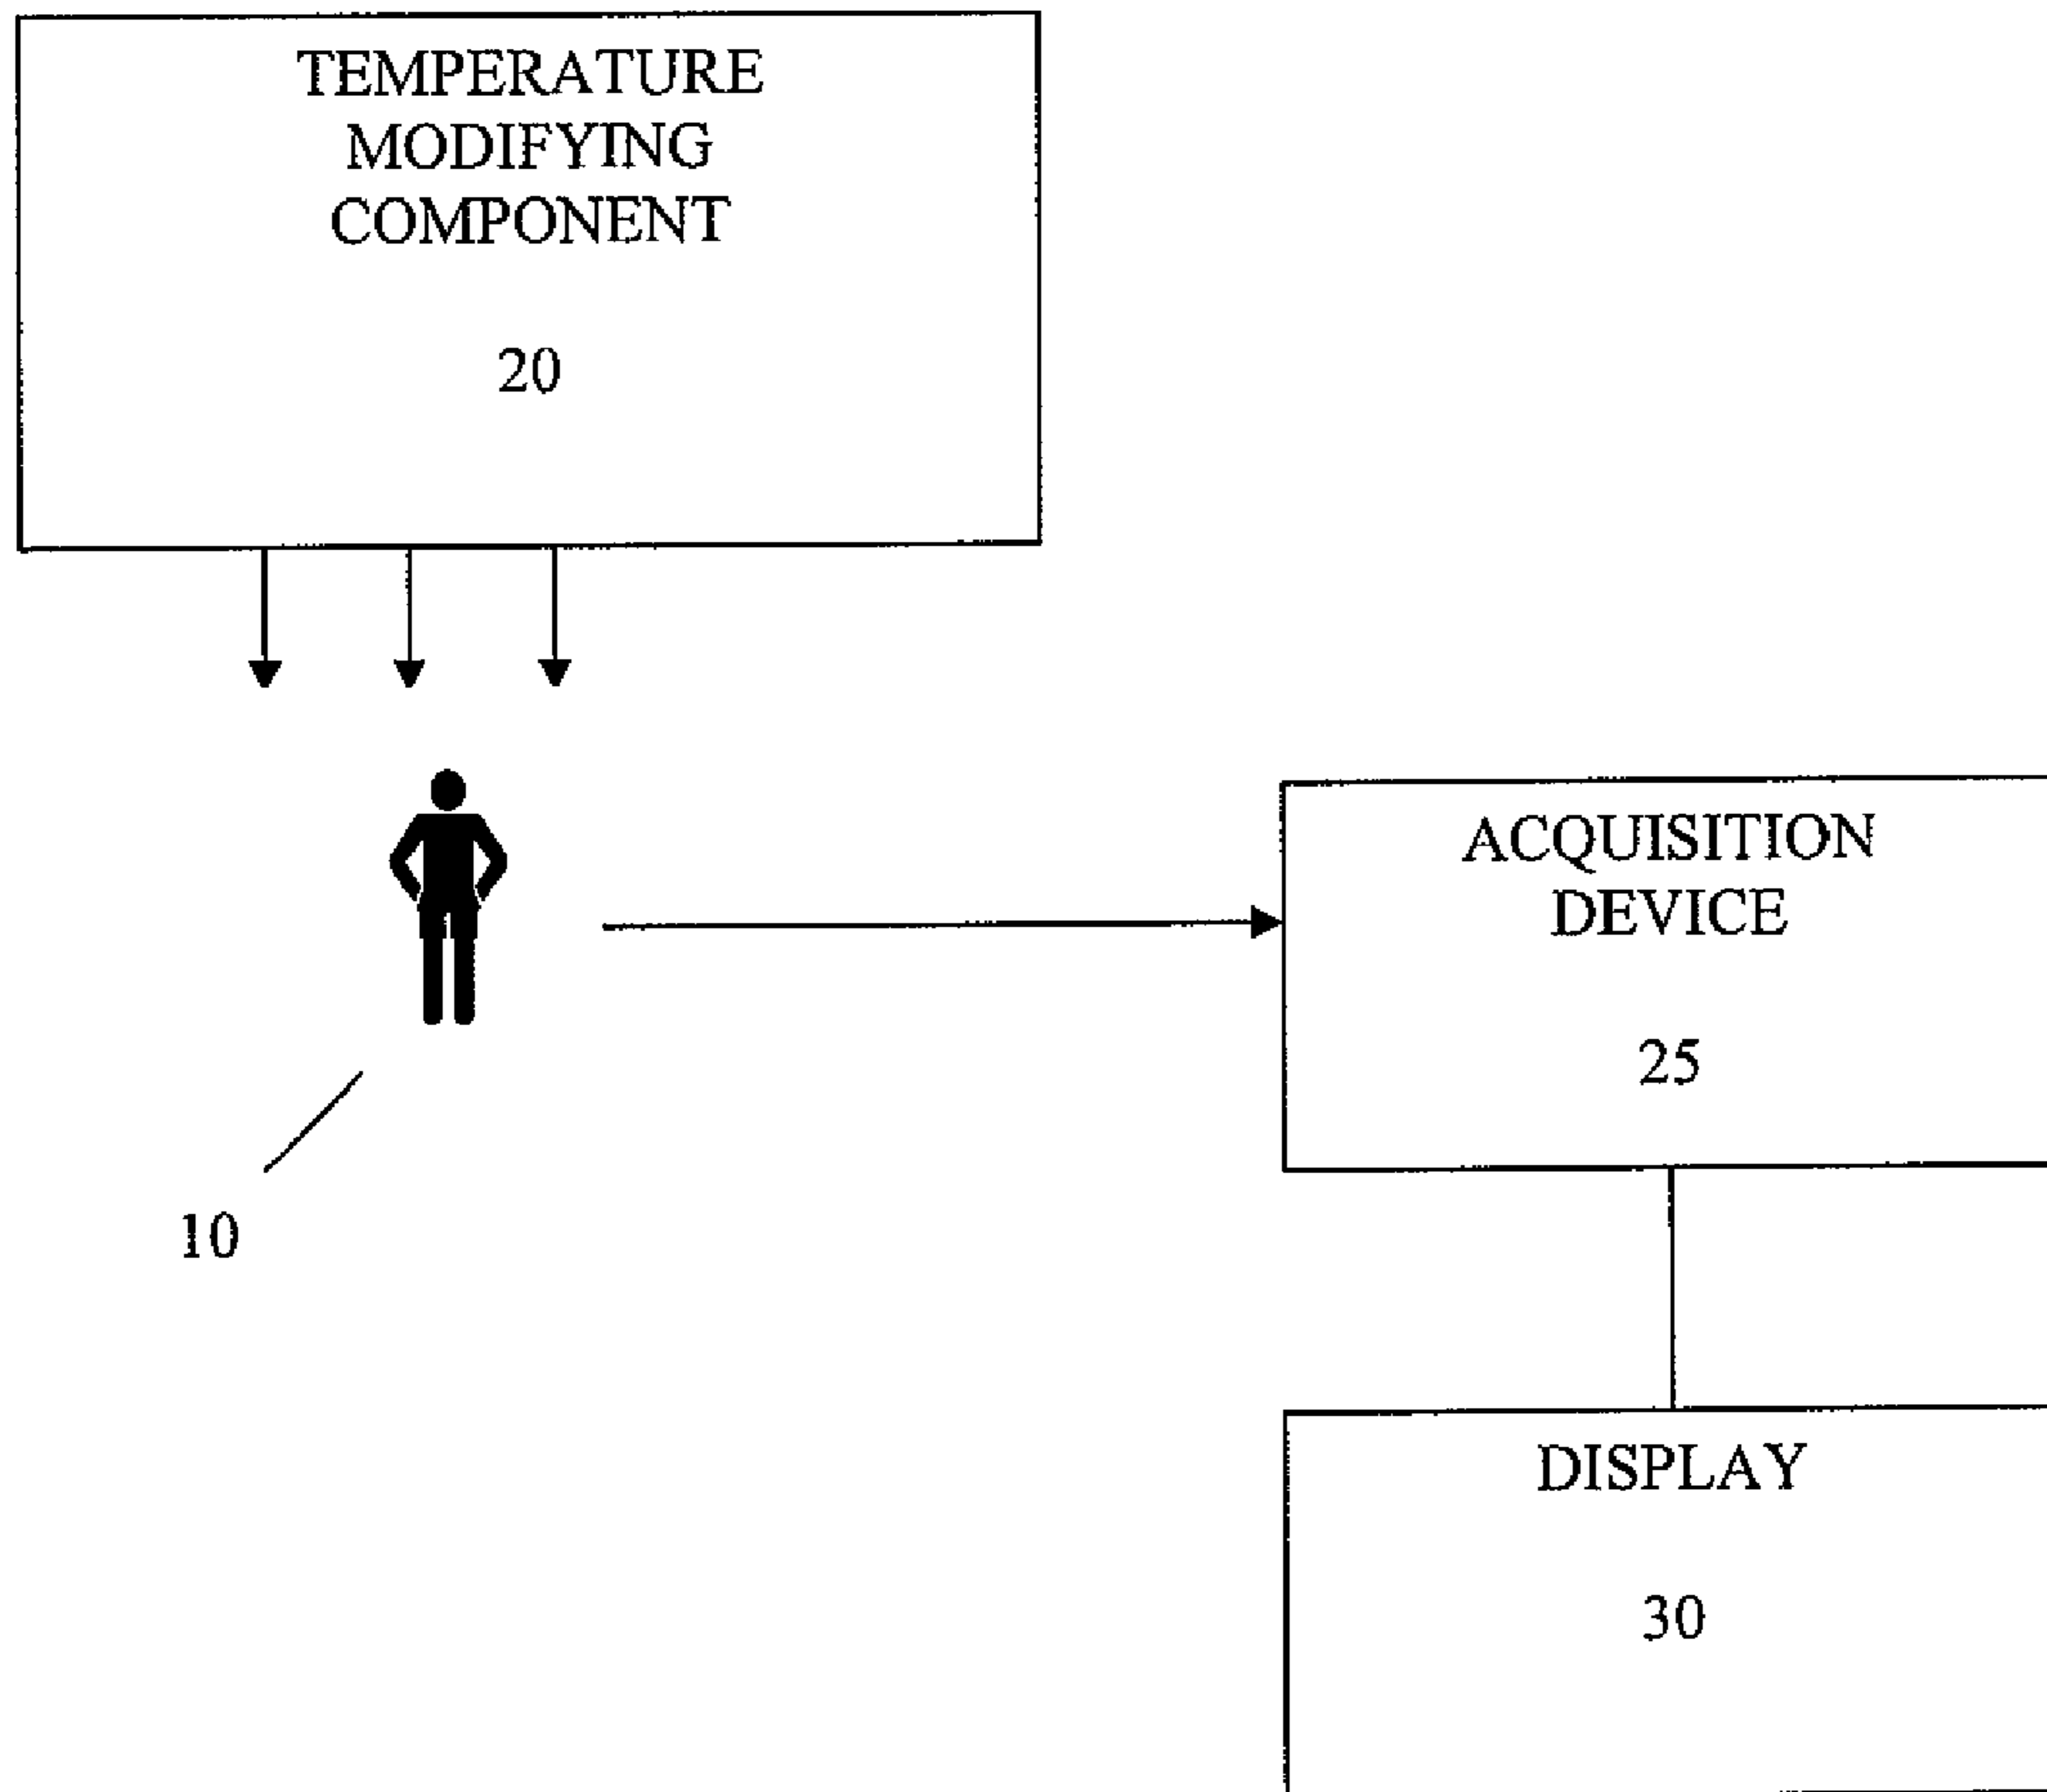 TEMPERATURE
MODIFYING
COMPONENT
20
ACQUISITION
DEVICE
25
10
DISPLAY
30